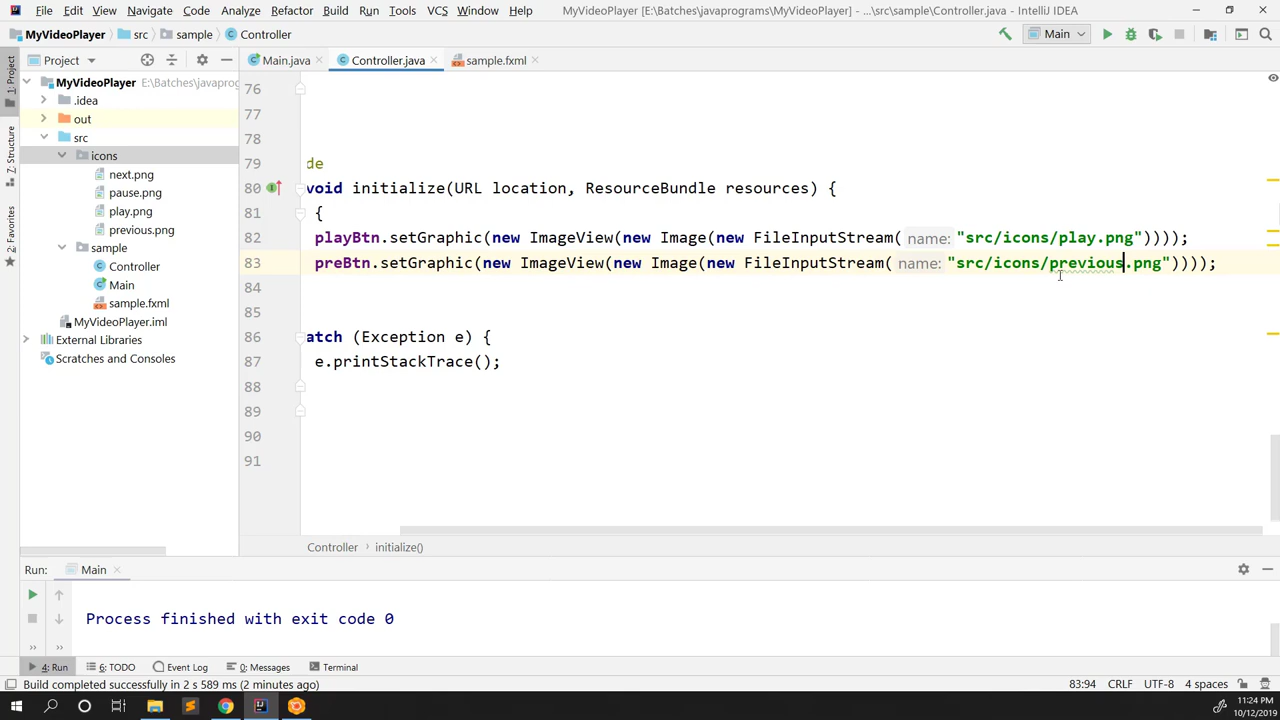 File Edit View Navigate Code Analyze Refactor Build Run Tools VCS Window Help MyVideoPlayer [E:\Batches\javaprograms\MyVideoPlayer] - ...\src\sample\Controller.java - IntelliJ IDEA
MyVideoPlayer src sample Controller Main
Project Main.java Controller.java sample.fxml
1: Project
7: Structure
2: Favorites
MyVideoPlayer E:\Batches\javaprog
.idea
out
src
icons
next.png
pause.png
play.png
previous.png
sample
Controller
Main
sample.fxml
MyVideoPlayer.iml
External Libraries
Scratches and Consoles
76
77
78
79 de
80 void initialize(URL location, ResourceBundle resources) {
81 {
82 playBtn.setGraphic(new ImageView(new Image(new FileInputStream( name: "src/icons/play.png"))));
83 preBtn.setGraphic(new ImageView(new Image(new FileInputStream( name: "src/icons/previous.png"))));
84
85
86 atch (Exception e) {
87 e.printStackTrace();
88
89
90
91
Controller › initialize()
Run: Main
Process finished with exit code 0
4: Run 6: TODO Event Log 0: Messages Terminal
Build completed successfully in 2 s 589 ms (2 minutes ago) 83:94 CRLF UTF-8 4 spaces
11:24 PM
10/12/2019